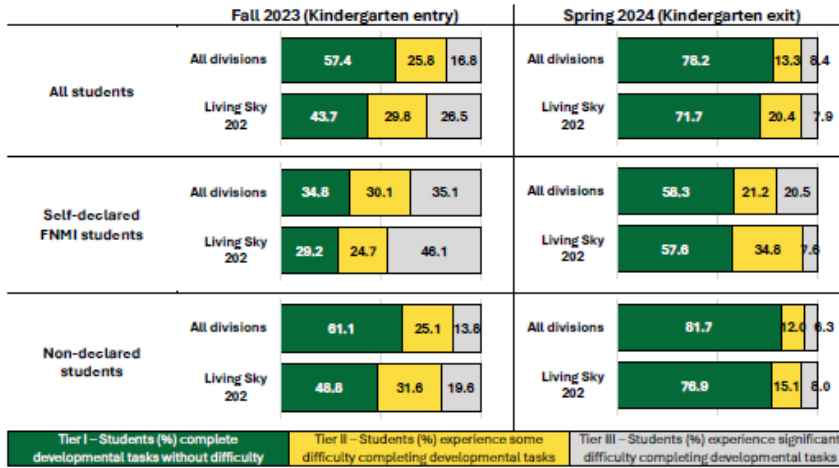 Fall 2023 (Kindergarten entry) Spring 2024 (Kindergarten exit)
All students
All divisions 57.4 25.8 16.8 All divisions 78.2 13.3 8.4
Living Sky 202 43.7 29.8 26.5 Living Sky 202 71.7 20.4 7.9
Self-declared FNMI students
All divisions 34.8 30.1 35.1 All divisions 58.3 21.2 20.5
Living Sky 202 29.2 24.7 46.1 Living Sky 202 57.6 34.8 7.6
Non-declared students
All divisions 61.1 25.1 13.8 All divisions 81.7 12.0 6.3
Living Sky 202 48.8 31.6 19.6 Living Sky 202 76.9 15.1 8.0
Tier I – Students (%) complete developmental tasks without difficulty
Tier II – Students (%) experience some difficulty completing developmental tasks
Tier III – Students (%) experience significant difficulty completing developmental tasks